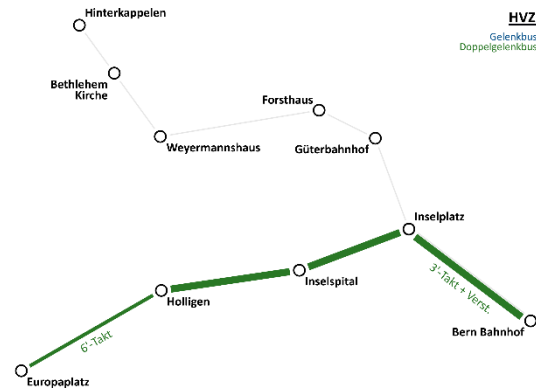 Hinterkappelen
HVZ
Gelenkbus
Doppelgelenkbus
Bethlehem
Kirche
Forsthaus
Weyermannshaus
Güterbahnhof
Inselplatz
3'-Takt + Verst.
Inselspital
Holligen
Bern Bahnhof
6'-Takt
Europaplatz